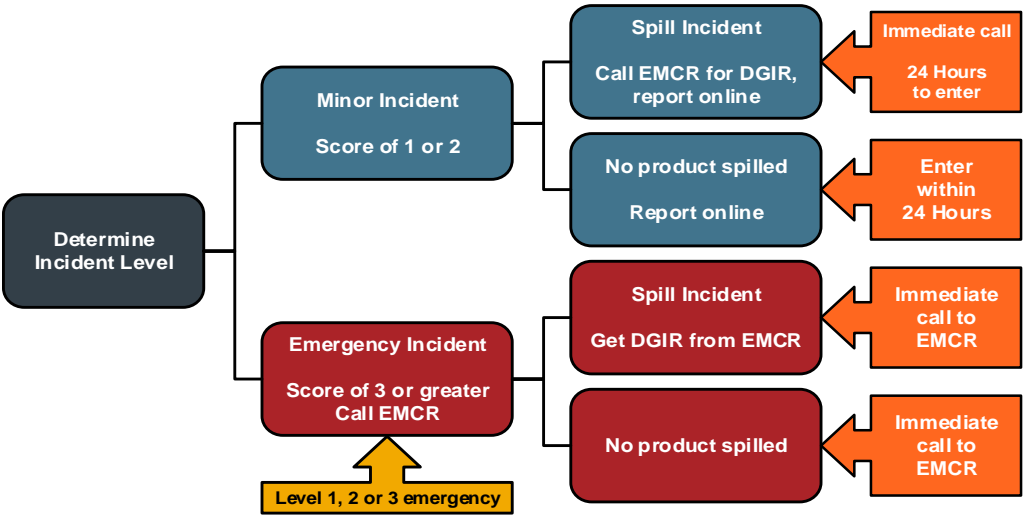 Determine
Incident Level
Minor Incident
Score of 1 or 2
Spill Incident
Call EMCR for DGIR,
report online
Immediate call
24 Hours
to enter
No product spilled
Report online
Enter
within
24 Hours
Emergency Incident
Score of 3 or greater
Call EMCR
Level 1, 2 or 3 emergency
Spill Incident
Get DGIR from EMCR
Immediate
call to
EMCR
No product spilled
Immediate
call to
EMCR